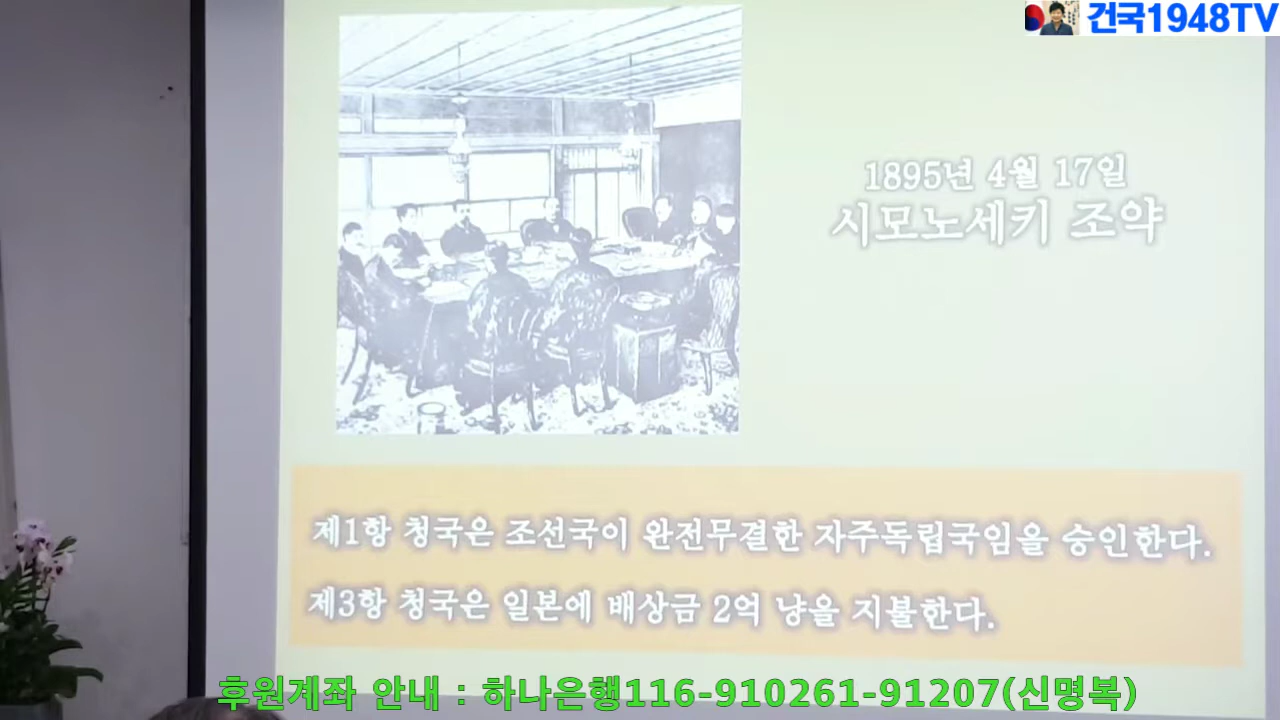 건국1948TV
1895년 4월 17일
시모노세키 조약
제1항 청국은 조선국이 완전무결한 자주독립국임을 승인한다.
제3항 청국은 일본에 배상금 2억 냥을 지불한다.
후원계좌 안내 : 하나은행116-910261-91207(신명복)